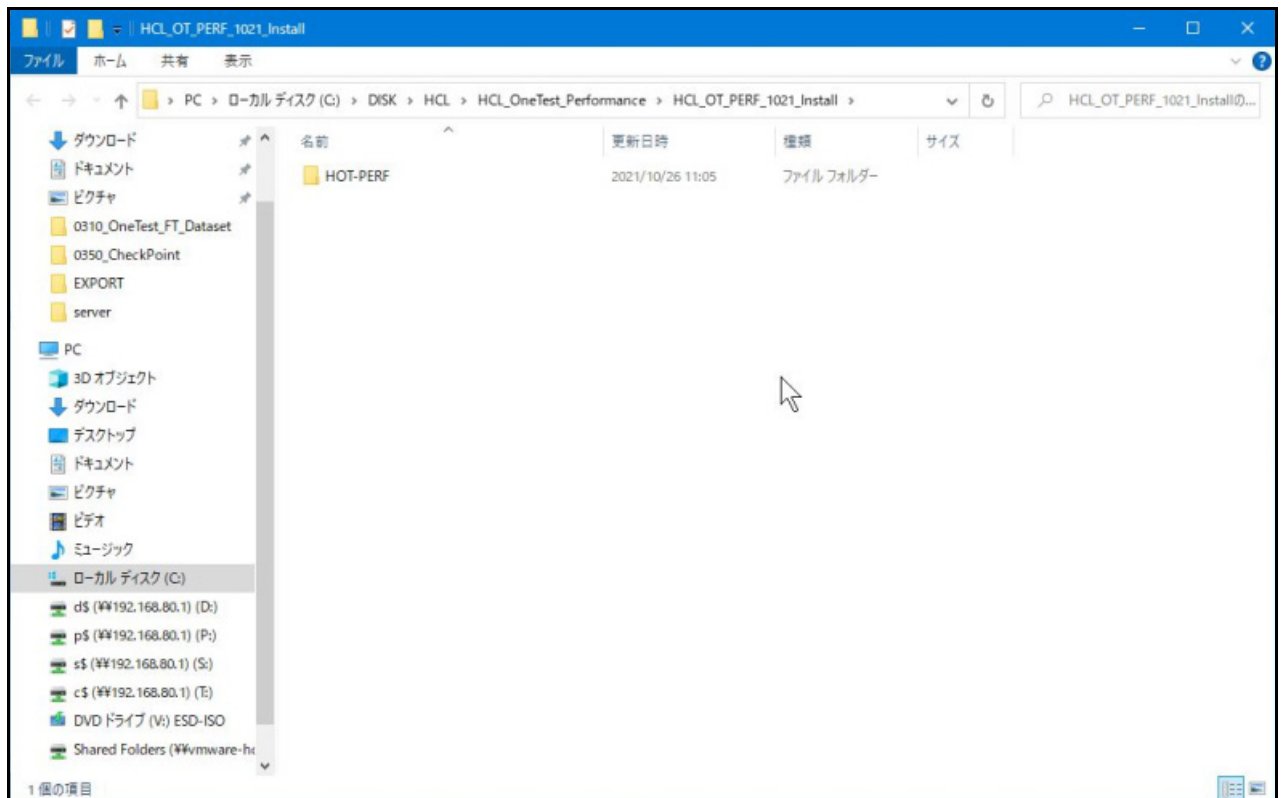 HCL_OT_PERF_1021_Install
ファイル ホーム 共有 表示
PC > ローカル ディスク (C:) > DISK > HCL > HCL_OneTest_Performance > HCL_OT_PERF_1021_Install >
HCL_OT_PERF_1021_Installの...
名前 更新日時 種類 サイズ
HOT-PERF 2021/10/26 11:05 ファイル フォルダー
ダウンロード
ドキュメント
ピクチャ
0310_OneTest_FT_Dataset
0350_CheckPoint
EXPORT
server
PC
3D オブジェクト
ダウンロード
デスクトップ
ドキュメント
ピクチャ
ビデオ
ミュージック
ローカル ディスク (C:)
d$ (¥¥192.168.80.1) (D:)
p$ (¥¥192.168.80.1) (P:)
s$ (¥¥192.168.80.1) (S:)
c$ (¥¥192.168.80.1) (T:)
DVD ドライブ (V:) ESD-ISO
Shared Folders (¥¥vmware-ho
1 個の項目